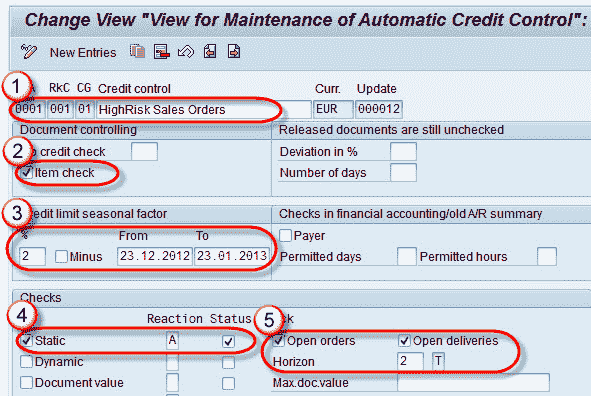 Change View "View for Maintenance of Automatic Credit Control":
New Entries
1
RkC CG Credit control Curr. Update
0001 001 01 HighRisk Sales Orders EUR 000012
Document controlling Released documents are still unchecked
2
credit check Deviation in %
Item check Number of days
3
Credit limit seasonal factor Checks in financial accounting/old A/R summary
% From To Payer
2 Minus 23.12.2012 23.01.2013 Permitted days Permitted hours
Checks
4 5
Reaction Status
Static A Open orders Open deliveries
Dynamic Horizon 2 T
Document value Max.doc.value